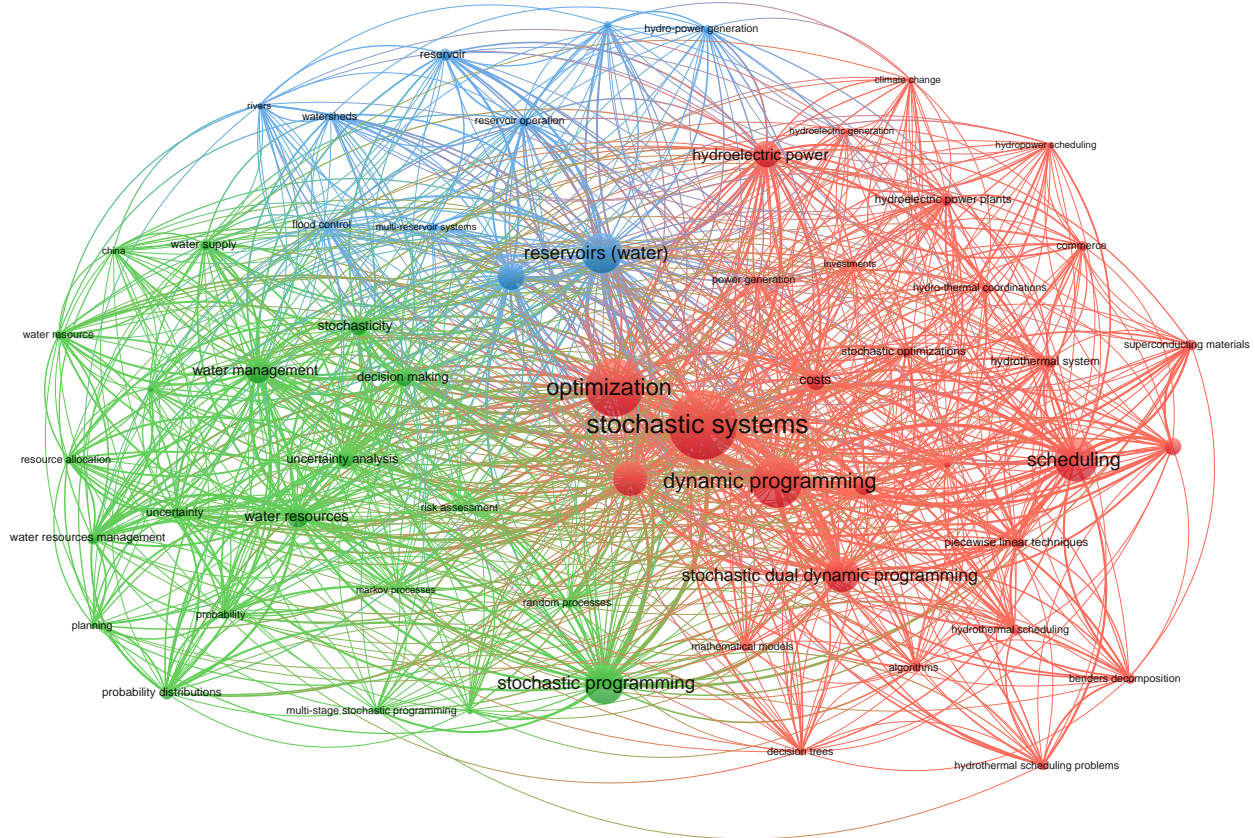 hydro-power generation
reservoir
climate change
rivers
watersheds
reservoir operation
hydroelectric generation
hydropower scheduling
hydroelectric power
hydroelectric power plants
flood control
multi-reservoir systems
china
water supply
reservoirs (water)
commerce
investments
power generation
hydro-thermal coordinations
stochasticity
water resource
superconducting materials
stochastic optimizations
hydrothermal system
water management
decision making
costs
optimization
stochastic systems
resource allocation
uncertainty analysis
scheduling
dynamic programming
risk assessment
uncertainty
water resources
water resources management
piecewise linear techniques
stochastic dual dynamic programming
markov processes
random processes
probability
planning
hydrothermal scheduling
mathematical models
algorithms
benders decomposition
stochastic programming
probability distributions
multi-stage stochastic programming
decision trees
hydrothermal scheduling problems